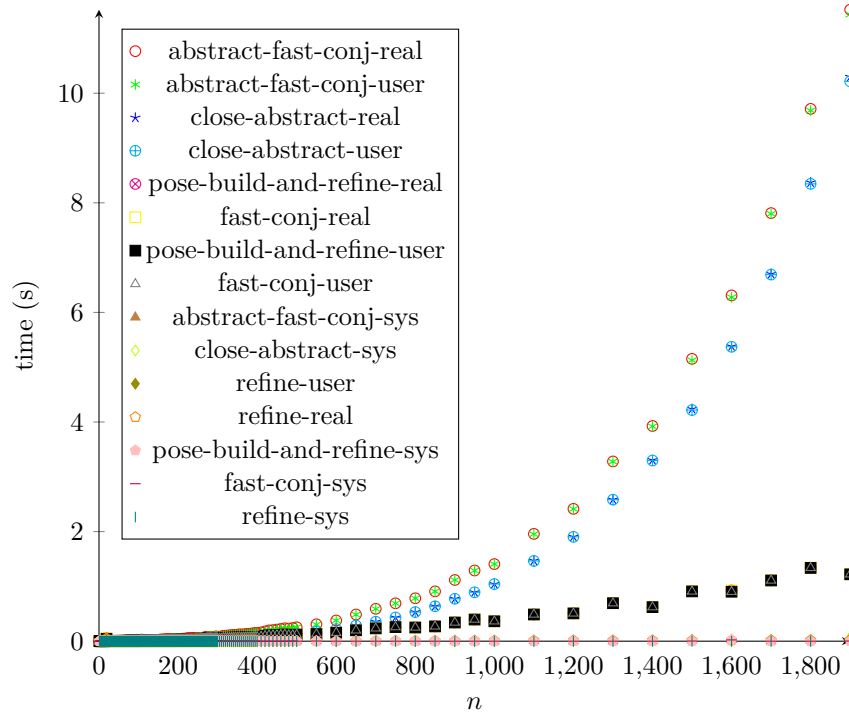 abstract-fast-conj-real
abstract-fast-conj-user
close-abstract-real
close-abstract-user
pose-build-and-refine-real
fast-conj-real
pose-build-and-refine-user
fast-conj-user
abstract-fast-conj-sys
close-abstract-sys
refine-user
refine-real
pose-build-and-refine-sys
fast-conj-sys
refine-sys
time (s)
10
8
6
4
2
0
0 200 400 600 800 1,000 1,200 1,400 1,600 1,800
n